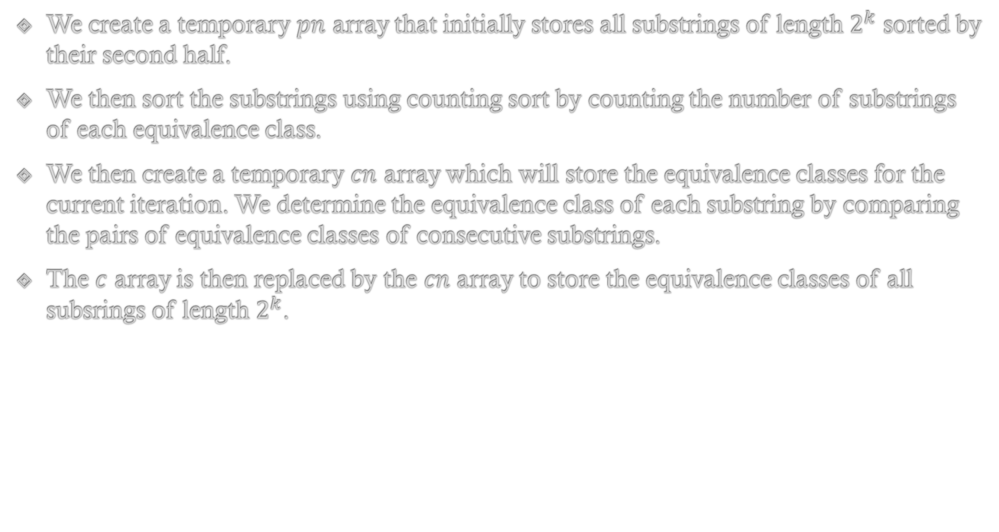 ❖ We create a temporary pn array that initially stores all substrings of length 2^k sorted by
their second half.
❖ We then sort the substrings using counting sort by counting the number of substrings
of each equivalence class.
❖ We then create a temporary cn array which will store the equivalence classes for the
current iteration. We determine the equivalence class of each substring by comparing
the pairs of equivalence classes of consecutive substrings.
❖ The c array is then replaced by the cn array to store the equivalence classes of all
subsrings of length 2^k.